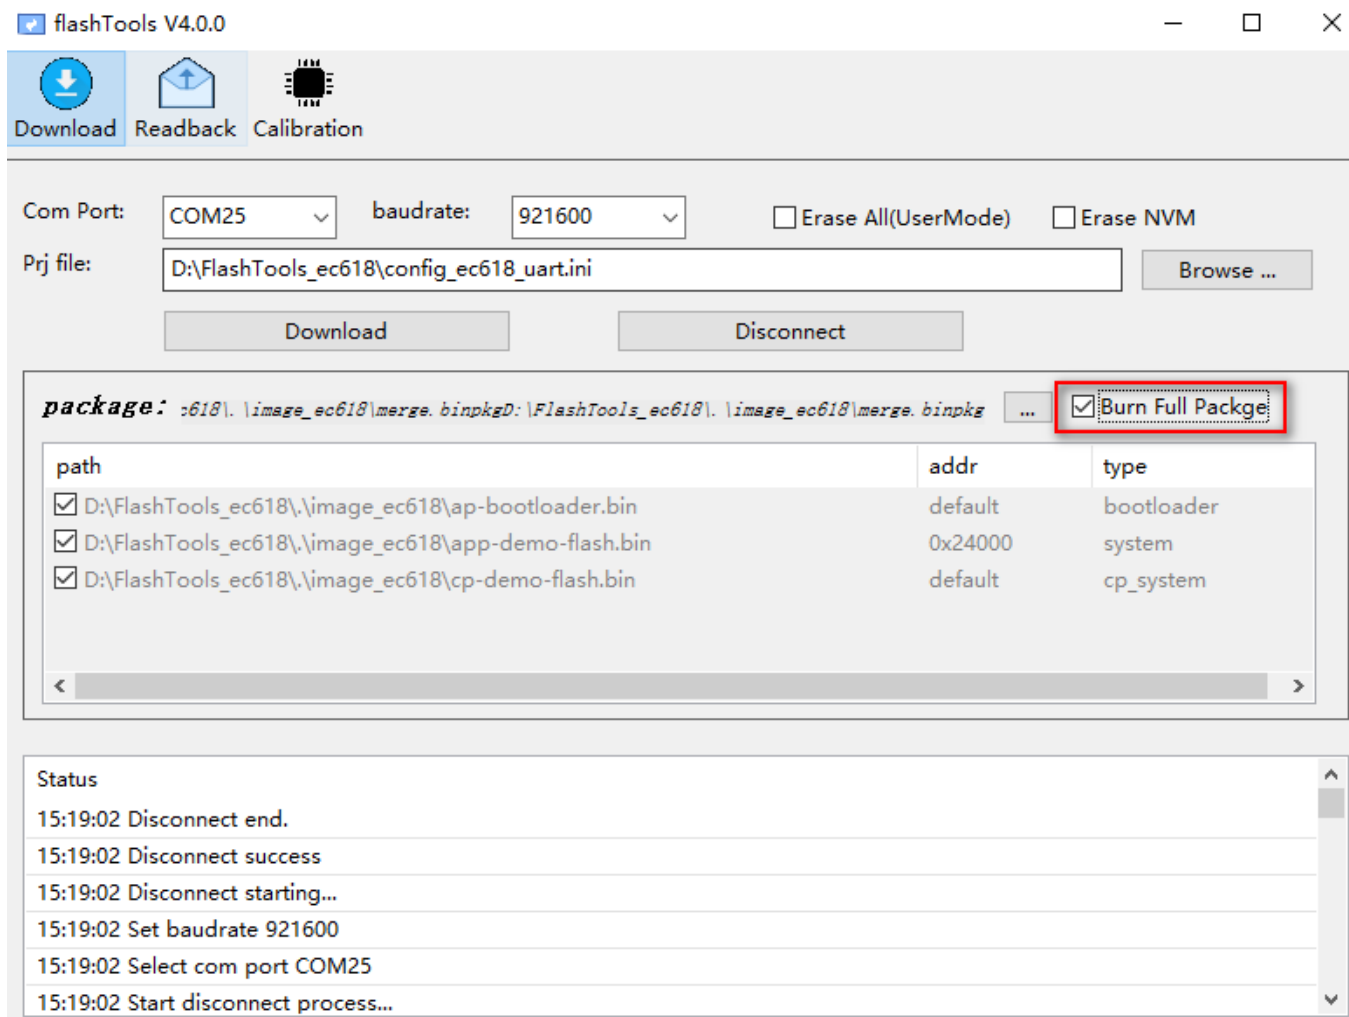 flashTools V4.0.0
Download Readback Calibration
Com Port: COM25 baudrate: 921600 Erase All(UserMode) Erase NVM
Prj file: D:\FlashTools_ec618\config_ec618_uart.ini Browse ...
Download Disconnect
package: :618\.\image_ec618\merge.binpkgD:\FlashTools_ec618\.\image_ec618\merge.binpkg ... Burn Full Packge
path addr type
D:\FlashTools_ec618\.\image_ec618\ap-bootloader.bin default bootloader
D:\FlashTools_ec618\.\image_ec618\app-demo-flash.bin 0x24000 system
D:\FlashTools_ec618\.\image_ec618\cp-demo-flash.bin default cp_system
Status
15:19:02 Disconnect end.
15:19:02 Disconnect success
15:19:02 Disconnect starting...
15:19:02 Set baudrate 921600
15:19:02 Select com port COM25
15:19:02 Start disconnect process...